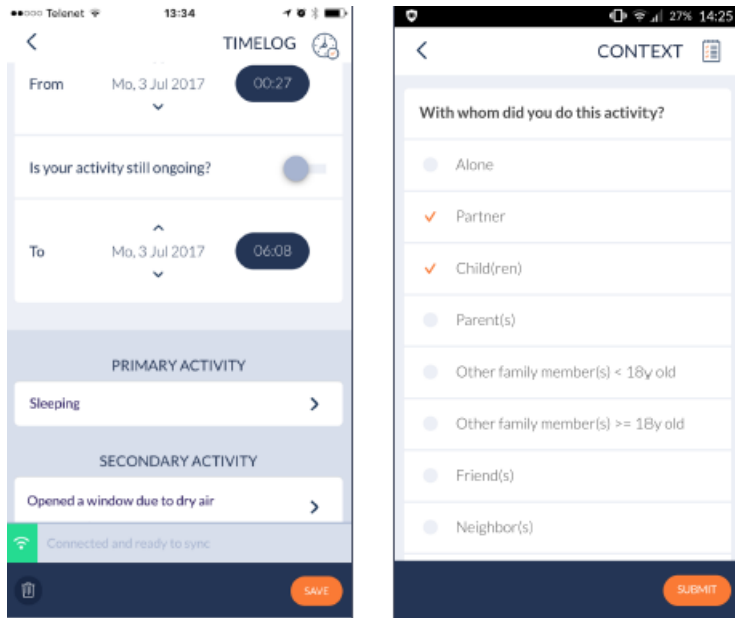 Telenet
13:34
TIMELOG
From
Mo, 3 Jul 2017
00:27
Is your activity still ongoing?
To
Mo, 3 Jul 2017
06:08
PRIMARY ACTIVITY
Sleeping
SECONDARY ACTIVITY
Opened a window due to dry air
Connected and ready to sync
SAVE
27% 14:25
CONTEXT
With whom did you do this activity?
Alone
Partner
Child(ren)
Parent(s)
Other family member(s) < 18y old
Other family member(s) >= 18y old
Friend(s)
Neighbor(s)
SUBMIT